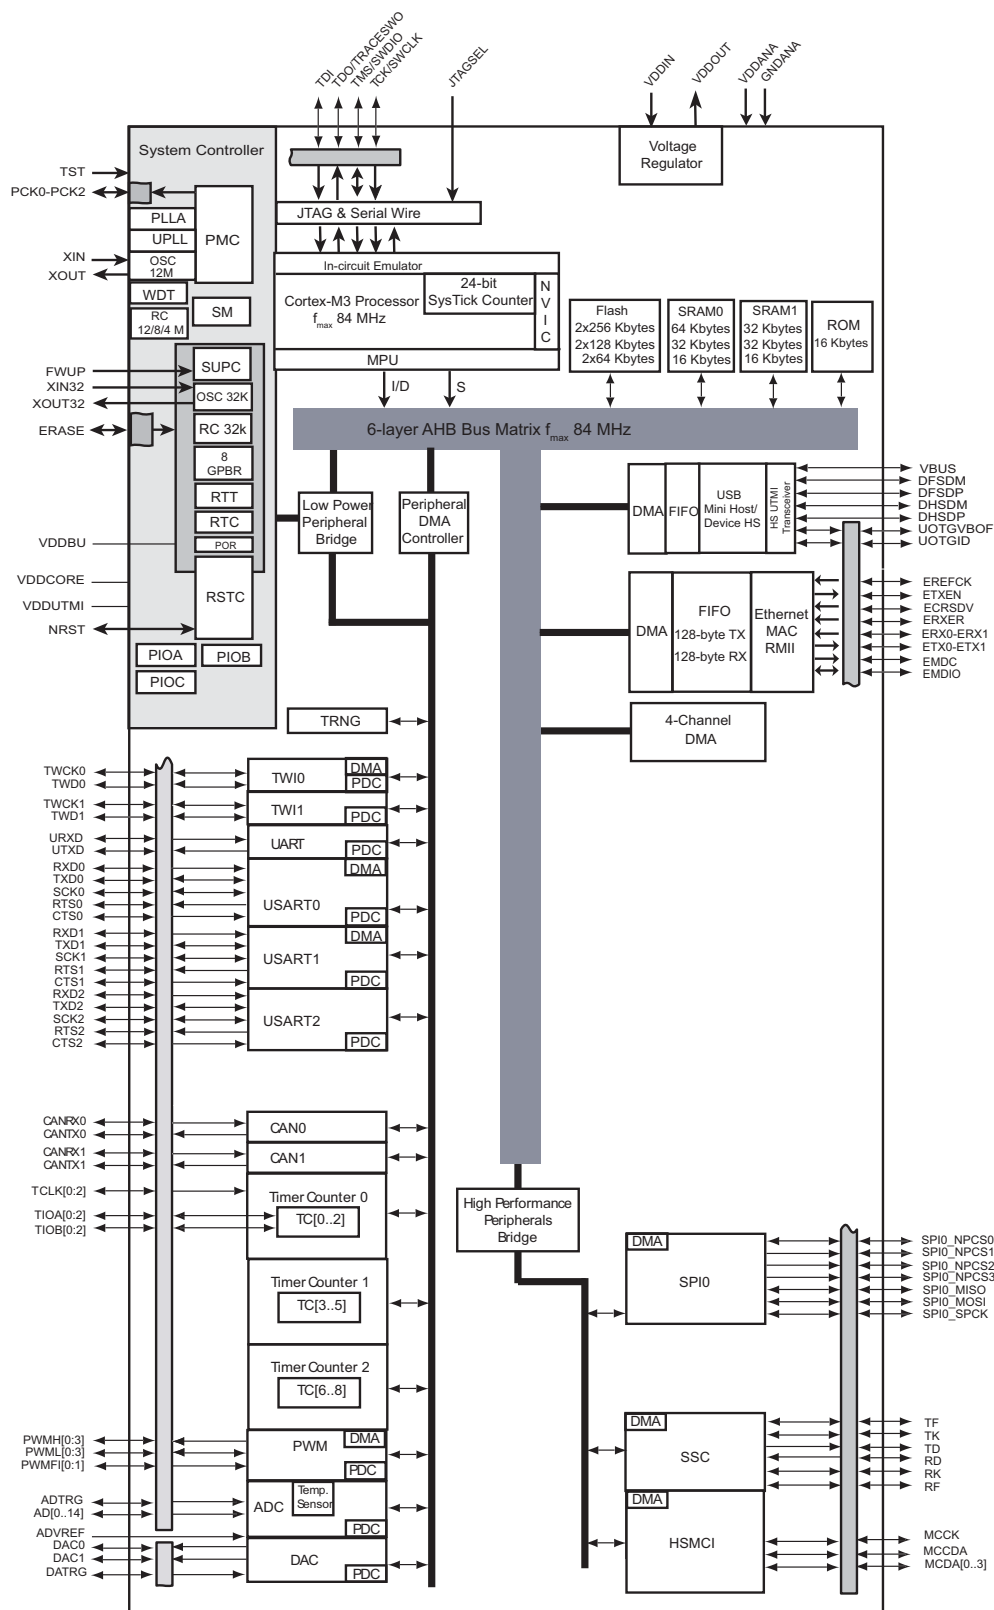 TDI
TDO/TRACESWO
TMS/SWDIO
TCK/SWCLK
JTAGSEL
VDDIN
VDDOUT
VDDANA
GNDANA
System Controller
Voltage
Regulator
TST
PCK0-PCK2
PLLA
UPLL
OSC
12M
PMC
XIN
XOUT
WDT
RC
12/8/4 M
SM
JTAG & Serial Wire
In-circuit Emulator
Cortex-M3 Processor
fmax 84 MHz
24-bit
SysTick Counter
N
V
I
C
MPU
I/D
S
Flash
2x256 Kbytes
2x128 Kbytes
2x64 Kbytes
SRAM0
64 Kbytes
32 Kbytes
16 Kbytes
SRAM1
32 Kbytes
32 Kbytes
16 Kbytes
ROM
16 Kbytes
FWUP
XIN32
XOUT32
ERASE
SUPC
OSC 32K
RC 32k
8
GPBR
RTT
RTC
POR
RSTC
VDDBU
VDDCORE
VDDUTMI
NRST
PIOA
PIOB
PIOC
6-layer AHB Bus Matrix fmax 84 MHz
Low Power
Peripheral
Bridge
Peripheral
DMA
Controller
DMA
FIFO
USB
Mini Host/
Device HS
HS UTMI
Transceiver
VBUS
DFSDM
DFSDP
DHSDM
DHSDP
UOTGVBOF
UOTGID
DMA
FIFO
128-byte TX
128-byte RX
Ethernet
MAC
RMII
EREFCK
ETXEN
ECRSDV
ERXER
ERX0-ERX1
ETX0-ETX1
EMDC
EMDIO
4-Channel
DMA
TRNG
TWCK0
TWD0
TWI0
DMA
PDC
TWCK1
TWD1
TWI1
PDC
URXD
UTXD
UART
PDC
RXD0
TXD0
SCK0
RTS0
CTS0
USART0
DMA
PDC
RXD1
TXD1
SCK1
RTS1
CTS1
USART1
DMA
PDC
RXD2
TXD2
SCK2
RTS2
CTS2
USART2
PDC
CANRX0
CANTX0
CAN0
CANRX1
CANTX1
CAN1
TCLK[0:2]
TIOA[0:2]
TIOB[0:2]
Timer Counter 0
TC[0..2]
Timer Counter 1
TC[3..5]
Timer Counter 2
TC[6..8]
PWMH[0:3]
PWML[0:3]
PWMFI[0:1]
PWM
DMA
PDC
ADTRG
AD[0..14]
ADC
Temp.
Sensor
PDC
ADVREF
DAC0
DAC1
DATRG
DAC
PDC
High Performance
Peripherals
Bridge
DMA
SPI0
SPI0_NPCS0
SPI0_NPCS1
SPI0_NPCS2
SPI0_NPCS3
SPI0_MISO
SPI0_MOSI
SPI0_SPCK
DMA
SSC
TF
TK
TD
RD
RK
RF
DMA
HSMCI
MCCK
MCCDA
MCDA[0..3]